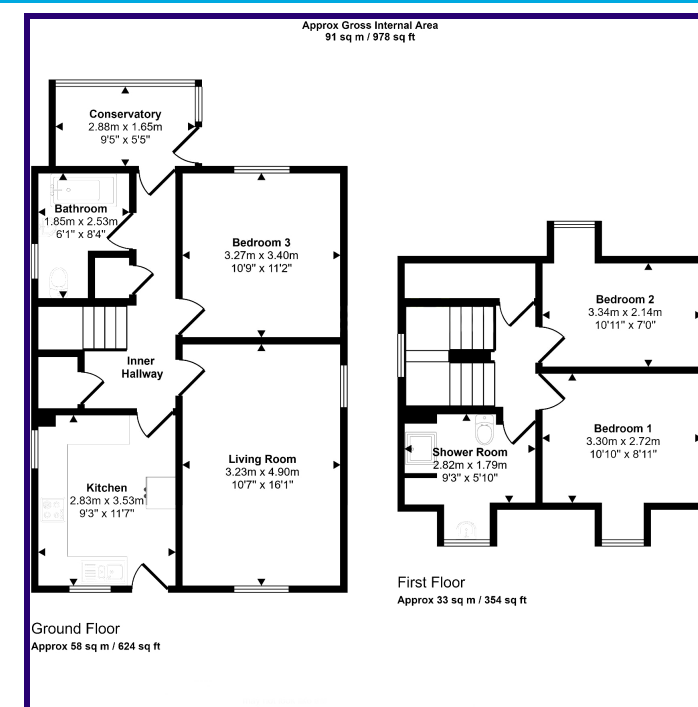 Approx Gross Internal Area
91 sq m / 978 sq ft
Conservatory
2.88m x 1.65m
9'5" x 5'5"
Bathroom
1.85m x 2.53m
6'1" x 8'4"
Bedroom 3
3.27m x 3.40m
10'9" x 11'2"
Inner
Hallway
Living Room
3.23m x 4.90m
10'7" x 16'1"
Kitchen
2.83m x 3.53m
9'3" x 11'7"
Ground Floor
Approx 58 sq m / 624 sq ft
Bedroom 2
3.34m x 2.14m
10'11" x 7'0"
Bedroom 1
3.30m x 2.72m
10'10" x 8'11"
Shower Room
2.82m x 1.79m
9'3" x 5'10"
First Floor
Approx 33 sq m / 354 sq ft